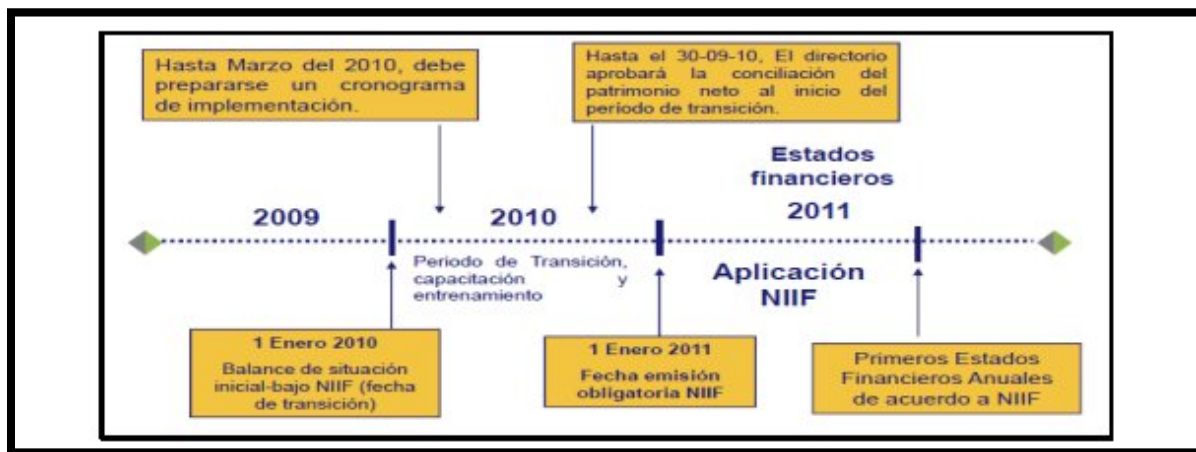 Hasta Marzo del 2010, debe
prepararse un cronograma
de implementación.
Hasta el 30-09-10, El directorio
aprobará la conciliación del
patrimonio neto al inicio del
período de transición.
Estados
financieros
2009
2010
2011
Periodo de Transición,
capacitación y
entrenamiento
Aplicación
NIIF
1 Enero 2010
Balance de situación
inicial-bajo NIIF (fecha
de transición)
1 Enero 2011
Fecha emisión
obligatoria NIIF
Primeros Estados
Financieros Anuales
de acuerdo a NIIF